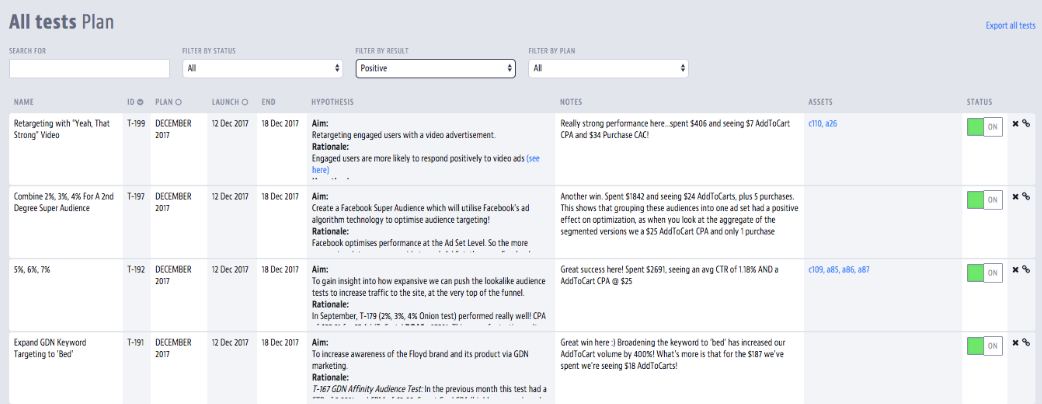 All tests Plan
Export all tests
SEARCH FOR
FILTER BY STATUS
FILTER BY RESULT
FILTER BY PLAN
All
Positive
All
NAME
ID
PLAN
LAUNCH
END
HYPOTHESIS
NOTES
ASSETS
STATUS
Retargeting with "Yeah, That
Strong" Video
T-199
DECEMBER
2017
12 Dec 2017
18 Dec 2017
Aim:
Retargeting engaged users with a video advertisement.
Rationale:
Engaged users are more likely to respond positively to video ads (see
here)
Really strong performance here...spent $406 and seeing $7 AddToCart
CPA and $34 Purchase CAC!
c110, a26
ON
Combine 2%, 3%, 4% For A 2nd
Degree Super Audience
T-197
DECEMBER
2017
12 Dec 2017
18 Dec 2017
Aim:
Create a Facebook Super Audience which will utilise Facebook's ad
algorithm technology to optimise audience targeting!
Rationale:
Facebook optimises performance at the Ad Set Level. So the more
Another win. Spent $1842 and seeing $24 AddToCarts, plus 5 purchases.
This shows that grouping these audiences into one ad set had a positive
effect on optimization, as when you look at the aggregate of the
segmented versions we a $25 AddToCart CPA and only 1 purchase
ON
5%, 6%, 7%
T-192
DECEMBER
2017
12 Dec 2017
18 Dec 2017
Aim:
To gain insight into how expensive we can push the lookalike audience
tests to increase traffic to the site, at the very top of the funnel.
Rationale:
In September, T-179 (2%, 3%, 4% Onion test) performed really well! CPA
Great success here! Spent $2691, seeing an avg CTR of 1.18% AND a
AddToCart CPA @ $25
c109, a85, a86, a87
ON
Expand GDN Keyword
Targeting to 'Bed'
T-191
DECEMBER
2017
12 Dec 2017
18 Dec 2017
Aim:
To increase awareness of the Floyd brand and its product via GDN
marketing.
Rationale:
T-167 GDN Affinity Audience Test: In the previous month this test had a
Great win here :) Broadening the keyword to 'bed' has increased our
AddToCart volume by 400%! What's more is that for the $187 we've
spent we're seeing $18 AddToCarts!
ON